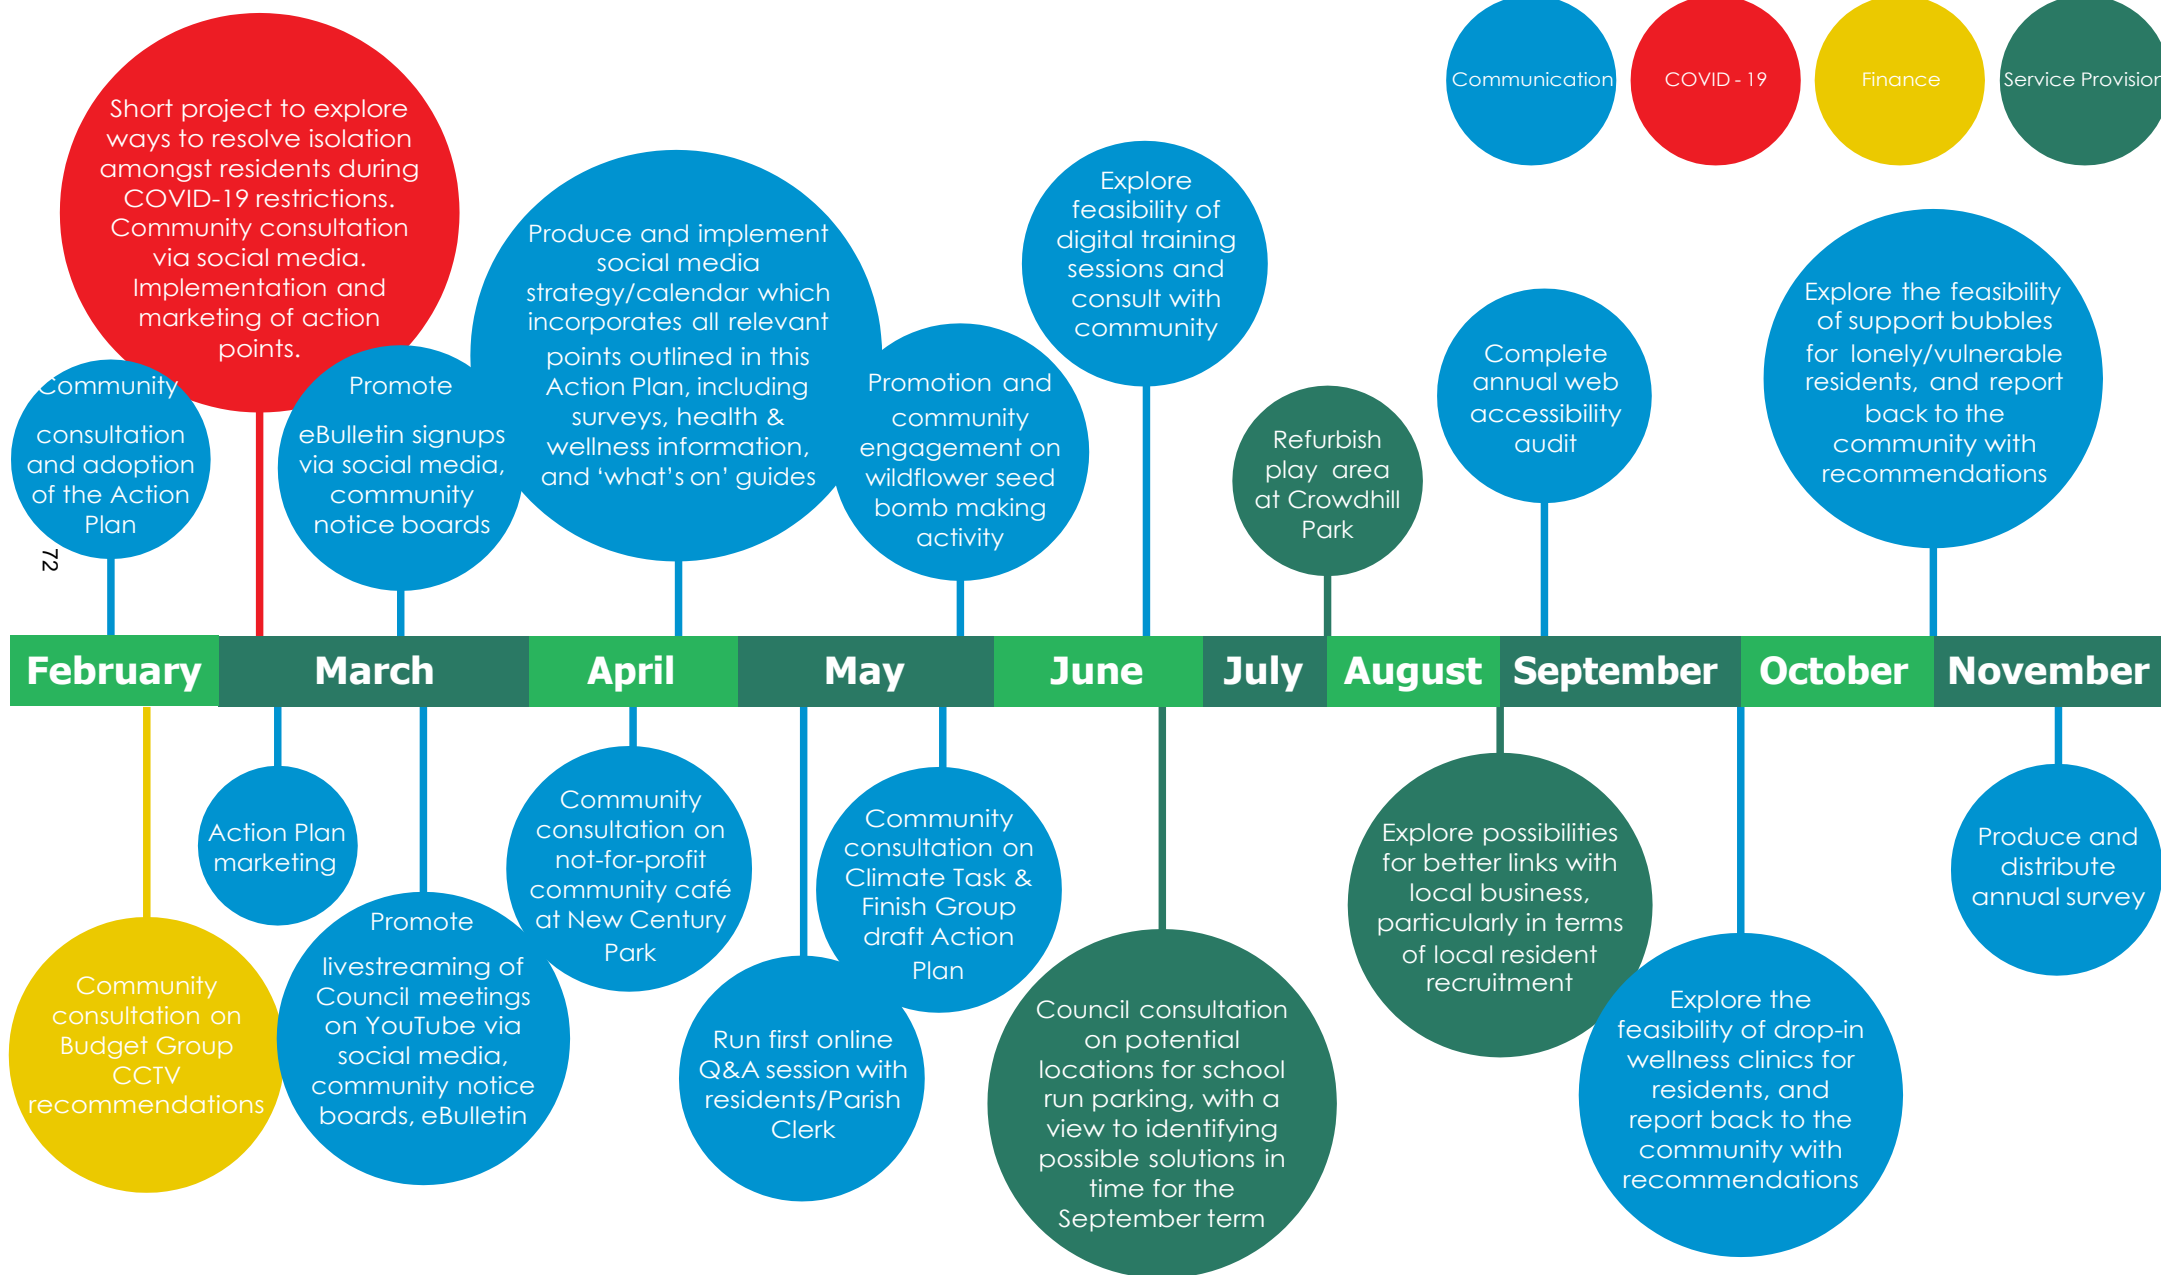 Communication
COVID - 19
Finance
Service Provision
Short project to explore
ways to resolve isolation
amongst residents during
COVID-19 restrictions.
Community consultation
via social media.
Implementation and
marketing of action
points.
Community
consultation
and adoption
of the Action
Plan
Promote
eBulletin signups
via social media,
community
notice boards
Produce and implement
social media
strategy/calendar which
incorporates all relevant
points outlined in this
Action Plan, including
surveys, health &
wellness information,
and ‘what’s on’ guides
Promotion and
community
engagement on
wildflower seed
bomb making
activity
Explore
feasibility of
digital training
sessions and
consult with
community
Refurbish
play area
at Crowdhill
Park
Complete
annual web
accessibility
audit
Explore the feasibility
of support bubbles
for lonely/vulnerable
residents, and report
back to the
community with
recommendations
72
February
March
April
May
June
July
August
September
October
November
Community
consultation on
Budget Group
CCTV
recommendations
Action Plan
marketing
Promote
livestreaming of
Council meetings
on YouTube via
social media,
community notice
boards, eBulletin
Community
consultation on
not-for-profit
community café
at New Century
Park
Run first online
Q&A session with
residents/Parish
Clerk
Community
consultation on
Climate Task &
Finish Group
draft Action
Plan
Council consultation
on potential
locations for school
run parking, with a
view to identifying
possible solutions in
time for the
September term
Explore possibilities
for better links with
local business,
particularly in terms
of local resident
recruitment
Explore the
feasibility of drop-in
wellness clinics for
residents, and
report back to the
community with
recommendations
Produce and
distribute
annual survey